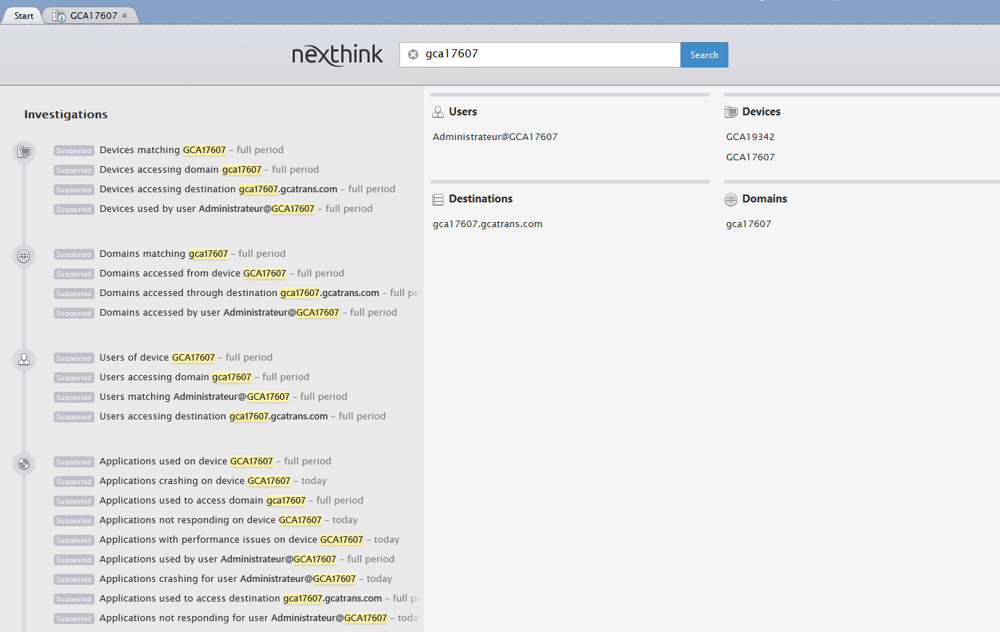 Start
GCA17607
nexthink
gca17607
Search
Investigations
Suggested Devices matching GCA17607 – full period
Suggested Devices accessing domain gca17607 – full period
Suggested Devices accessing destination gca17607.gcatrans.com – full period
Suggested Devices used by user Administrateur@GCA17607 – full period
Suggested Domains matching gca17607 – full period
Suggested Domains accessed from device GCA17607 – full period
Suggested Domains accessed through destination gca17607.gcatrans.com – full pe
Suggested Domains accessed by user Administrateur@GCA17607 – full period
Suggested Users of device GCA17607 – full period
Suggested Users accessing domain gca17607 – full period
Suggested Users matching Administrateur@GCA17607 – full period
Suggested Users accessing destination gca17607.gcatrans.com – full period
Suggested Applications used on device GCA17607 – full period
Suggested Applications crashing on device GCA17607 – today
Suggested Applications used to access domain gca17607 – full period
Suggested Applications not responding on device GCA17607 – today
Suggested Applications with performance issues on device GCA17607 – today
Suggested Applications used by user Administrateur@GCA17607 – full period
Suggested Applications crashing for user Administrateur@GCA17607 – today
Suggested Applications used to access destination gca17607.gcatrans.com – full pe
Suggested Applications not responding for user Administrateur@GCA17607 – toda
Users
Administrateur@GCA17607
Devices
GCA19342
GCA17607
Destinations
gca17607.gcatrans.com
Domains
gca17607